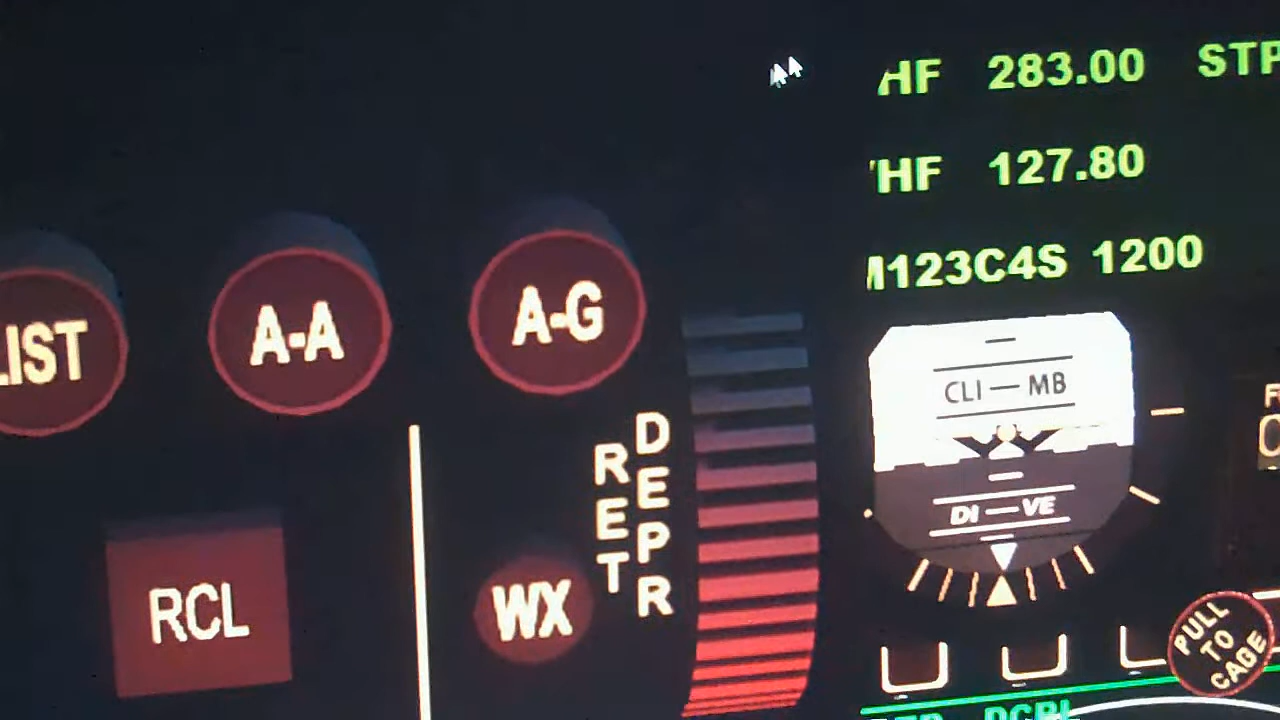 HF 283.00 STP
HF 127.80
M123C4S 1200
LIST
A-A
A-G
CLI — MB
DI — VE
RET
DEPR
RCL
WX
PULL
TO
CAGE